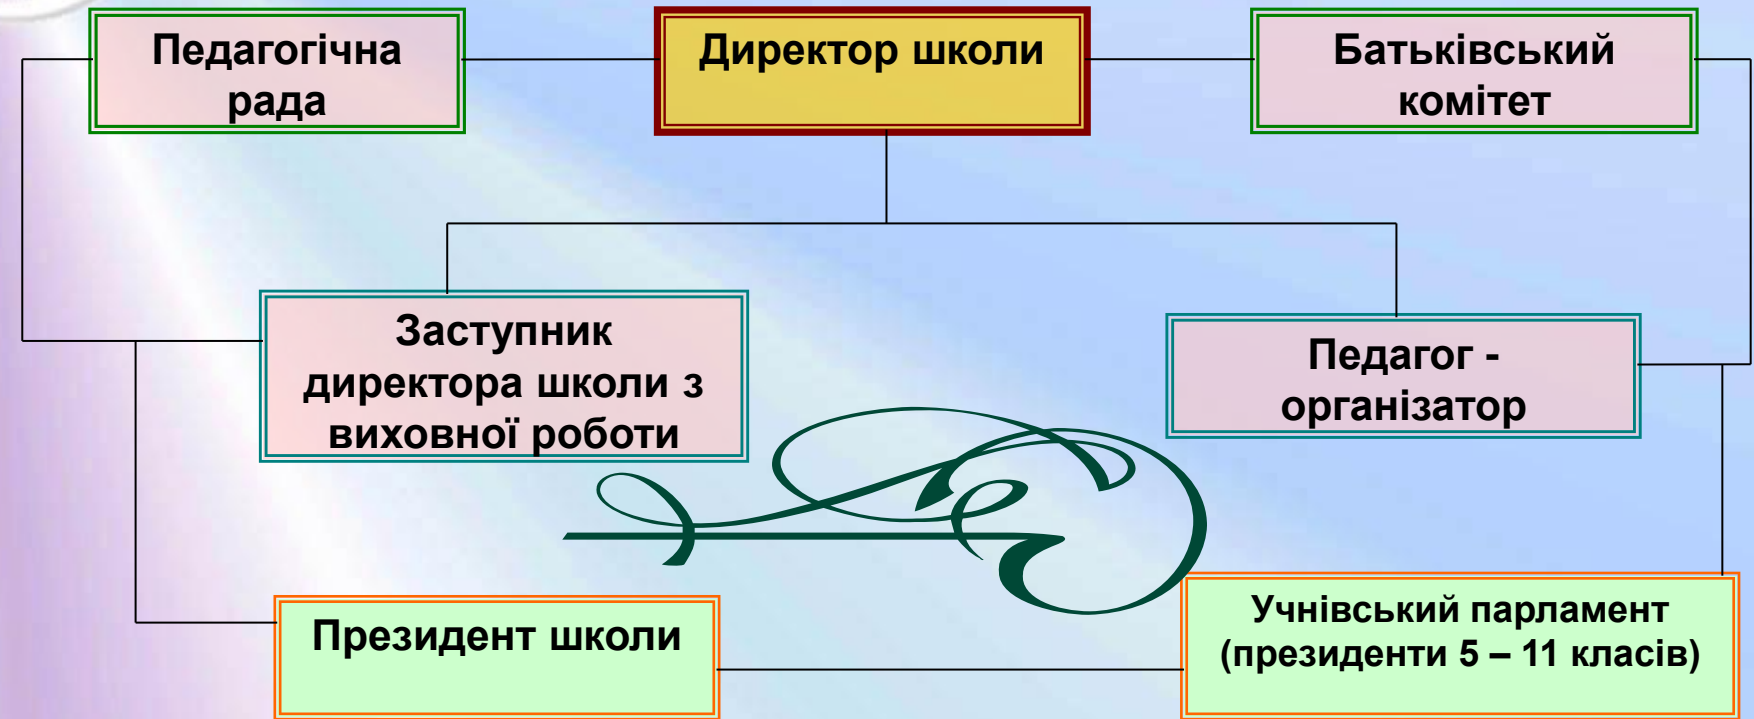 Педагогічна
рада
Директор школи
Батьківський
комітет
Заступник
директора школи з
виховної роботи
Педагог -
організатор
Президент школи
Учнівський парламент
(президенти 5 – 11 класів)